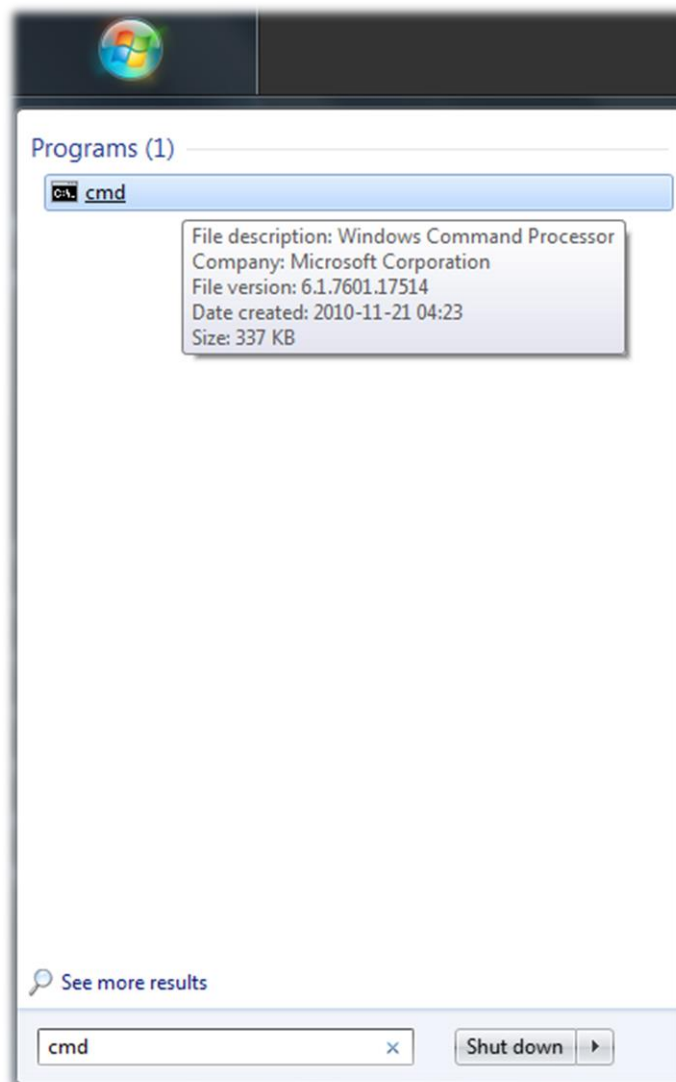 Programs (1)
cmd
File description: Windows Command Processor
Company: Microsoft Corporation
File version: 6.1.7601.17514
Date created: 2010-11-21 04:23
Size: 337 KB
See more results
cmd
Shut down